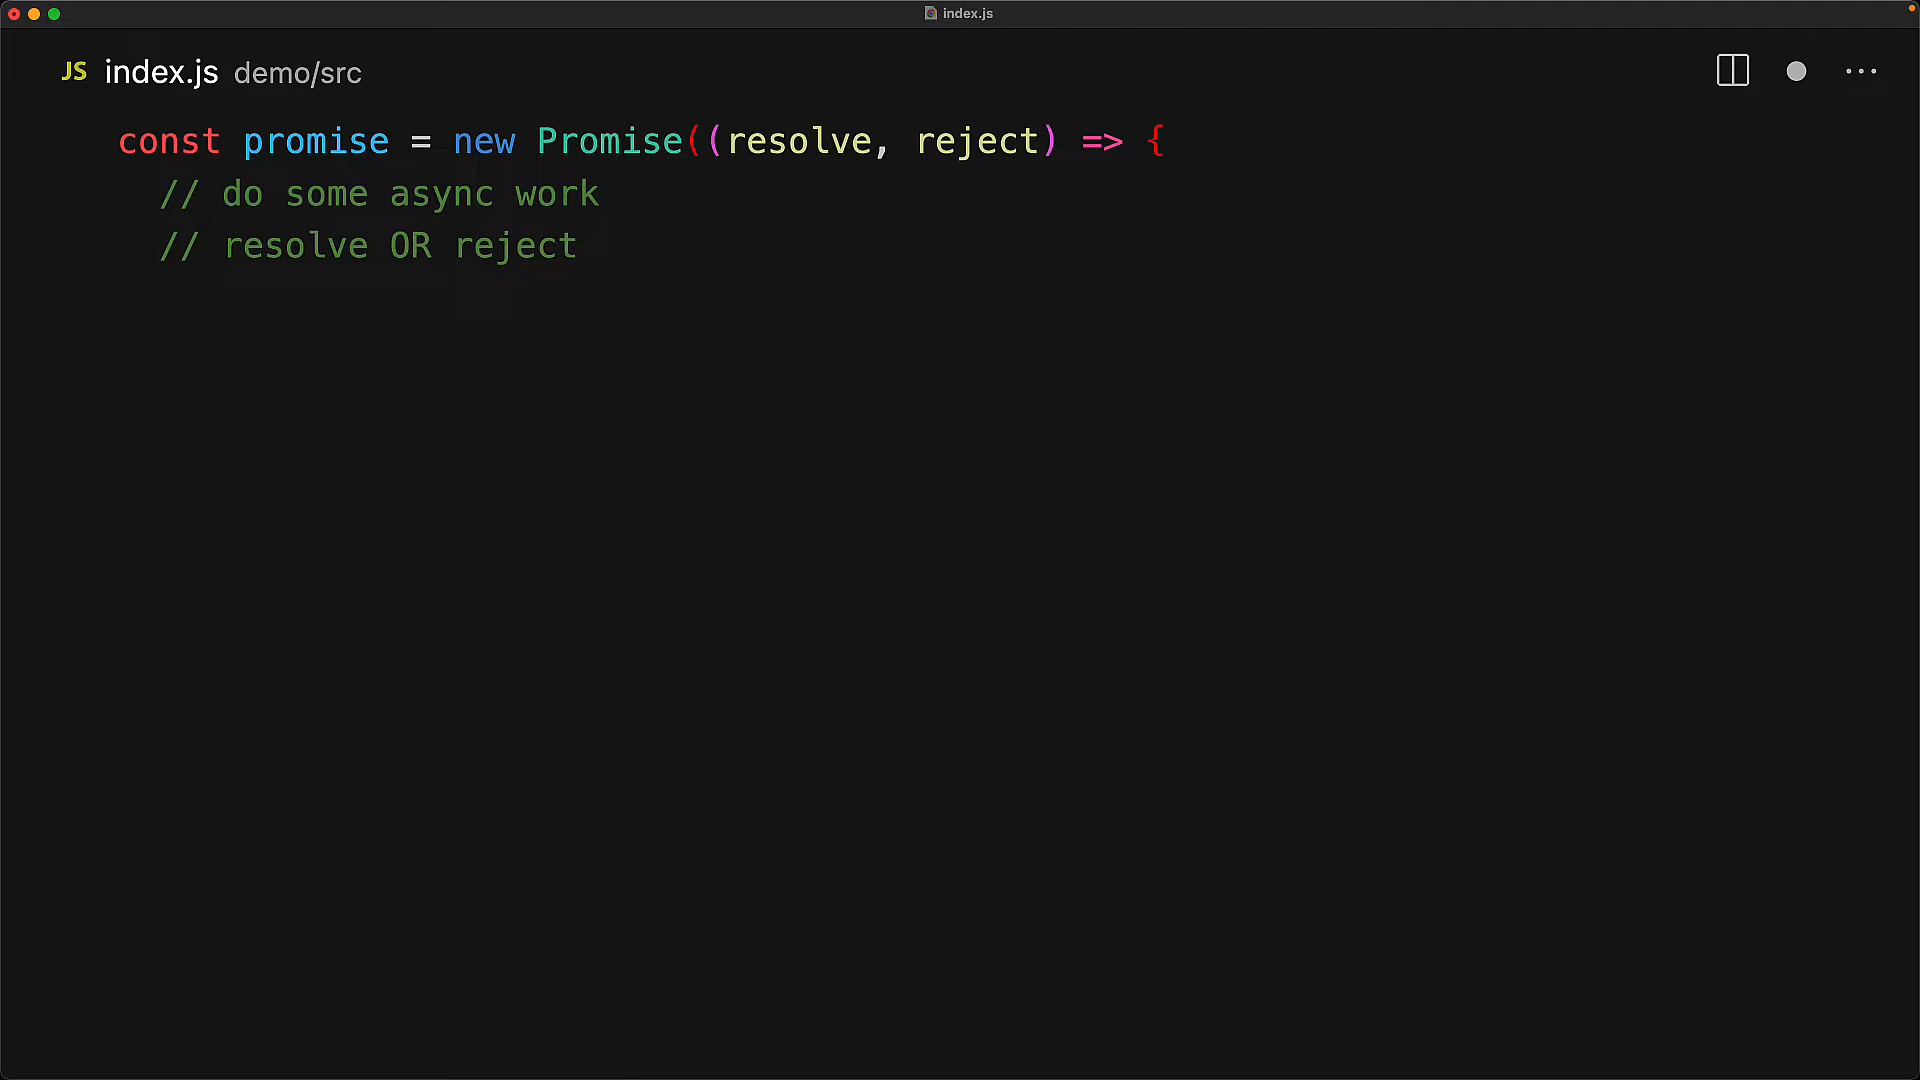 index.js
JS index.js demo/src
const promise = new Promise((resolve, reject) => {
// do some async work
// resolve OR reject